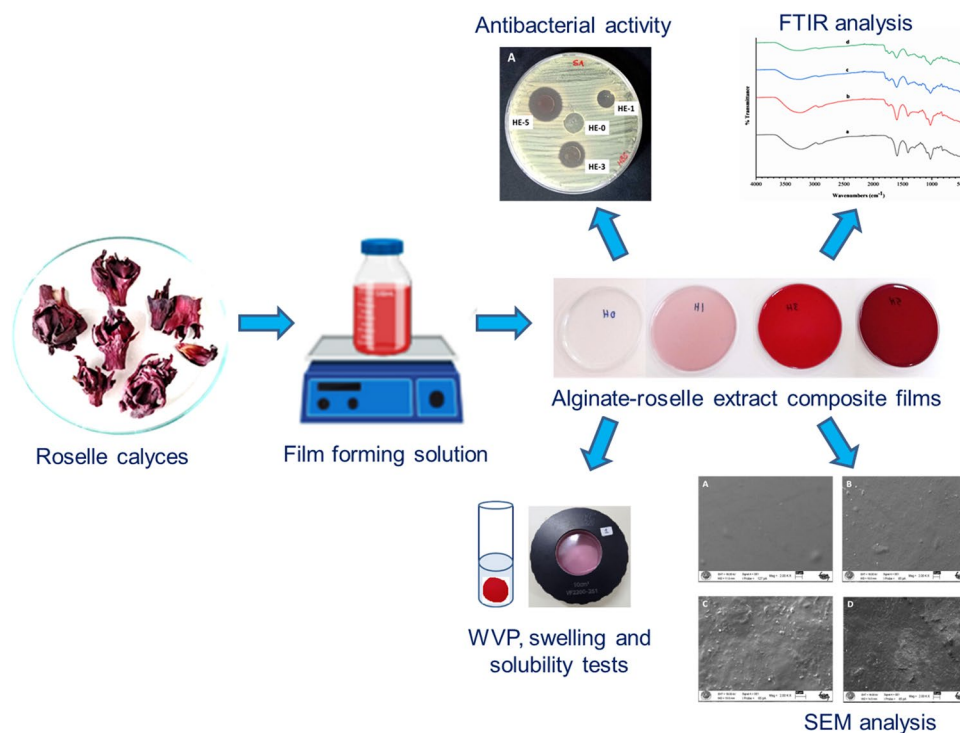 Antibacterial activity
FTIR analysis
A
SA
HE-5
HE-1
HE-0
HE-3
d
c
b
a
% Transmittance
4000
3500
3000
2500
2000
1500
1000
Wavenumbers (cm⁻¹)
H0
H1
H3
H5
Alginate-roselle extract composite films
Roselle calyces
Film forming solution
WVP, swelling and
solubility tests
A
B
C
D
SEM analysis